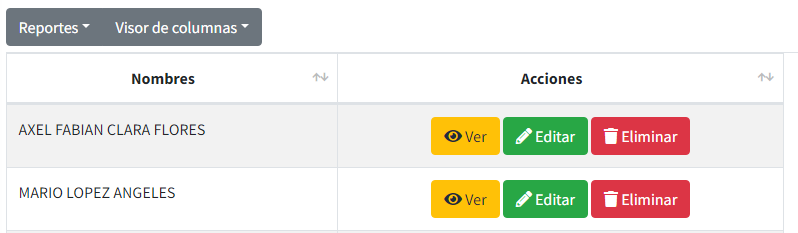 Reportes Visor de columnas
Nombres Acciones
AXEL FABIAN CLARA FLORES Ver Editar Eliminar
MARIO LOPEZ ANGELES Ver Editar Eliminar